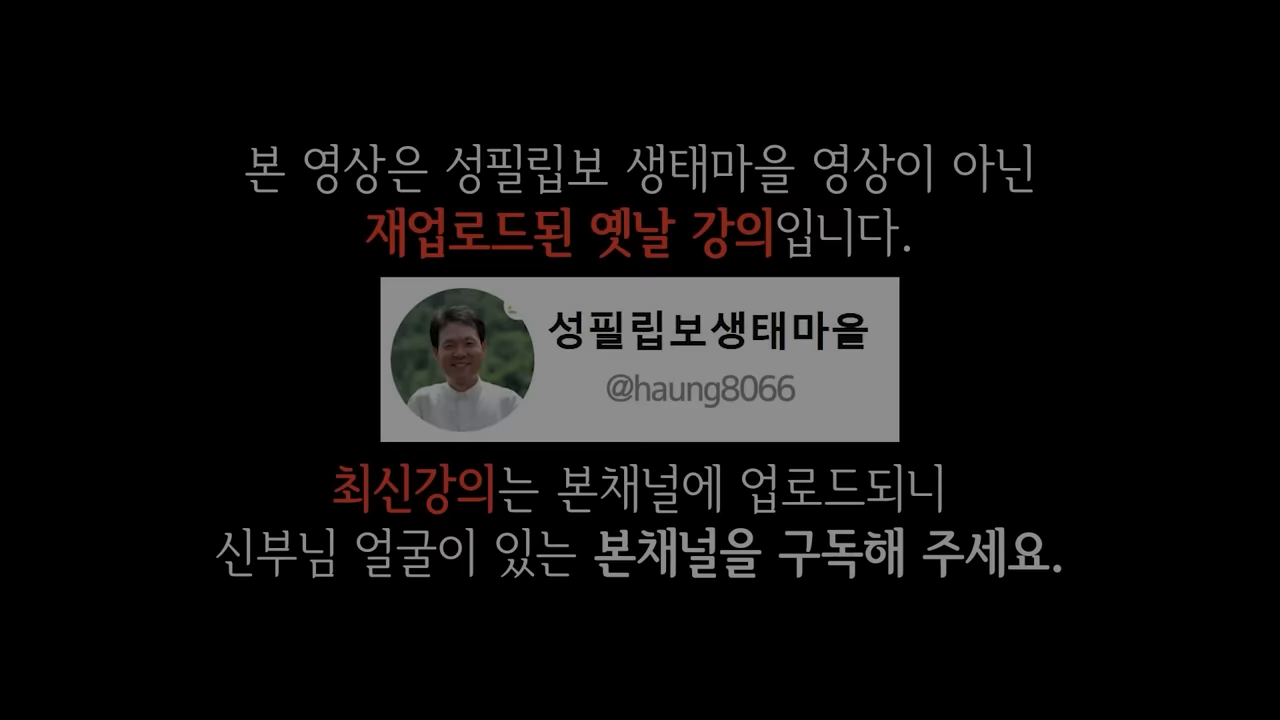 본 영상은 성필립보 생태마을 영상이 아닌
재업로드된 옛날 강의입니다.
성필립보생태마을
@haung8066
최신강의는 본채널에 업로드되니
신부님 얼굴이 있는 본채널을 구독해 주세요.